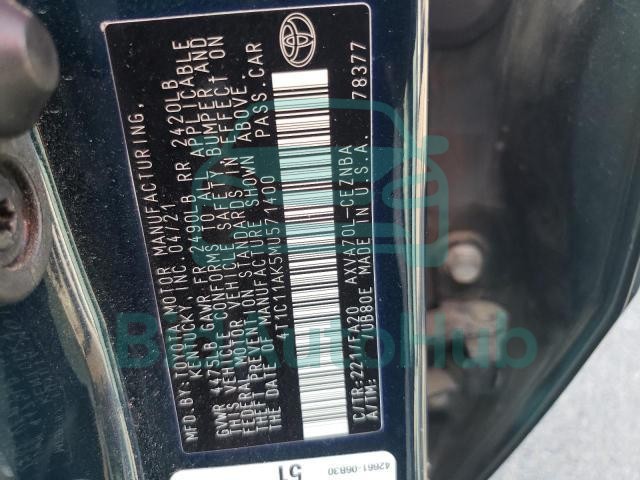 MFD.BY:TOYOTA MOTOR MANUFACTURING,
KENTUCKY, INC 04/21
GVWR 4475LB GAWR FR 2490LB RR 2420LB
THIS VEHICLE CONFORMS TO ALL APPLICABLE
FEDERAL MOTOR VEHICLE SAFETY, BUMPER AND
THEFT PREVENTION STANDARDS IN EFFECT ON
THE DATE OF MANUFACTURE SHOWN ABOVE.
4T1C11AK5MU571400 PASS.CAR
C/TR:221/FA20 AXVA70L-CEZNBA
A/TM: /UB80E MADE IN U.S.A. 78377
42661-06B30
51
BidAutos